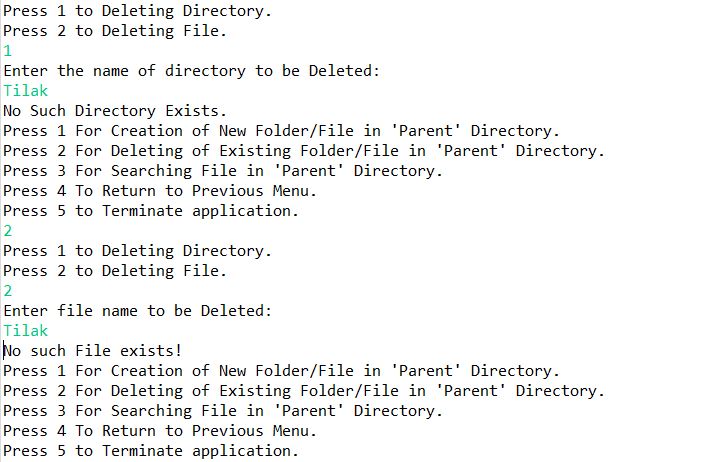 Press 1 to Deleting Directory.
Press 2 to Deleting File.
1
Enter the name of directory to be Deleted:
Tilak
No Such Directory Exists.
Press 1 For Creation of New Folder/File in 'Parent' Directory.
Press 2 For Deleting of Existing Folder/File in 'Parent' Directory.
Press 3 For Searching File in 'Parent' Directory.
Press 4 To Return to Previous Menu.
Press 5 to Terminate application.
2
Press 1 to Deleting Directory.
Press 2 to Deleting File.
2
Enter file name to be Deleted:
Tilak
No such File exists!
Press 1 For Creation of New Folder/File in 'Parent' Directory.
Press 2 For Deleting of Existing Folder/File in 'Parent' Directory.
Press 3 For Searching File in 'Parent' Directory.
Press 4 To Return to Previous Menu.
Press 5 to Terminate application.